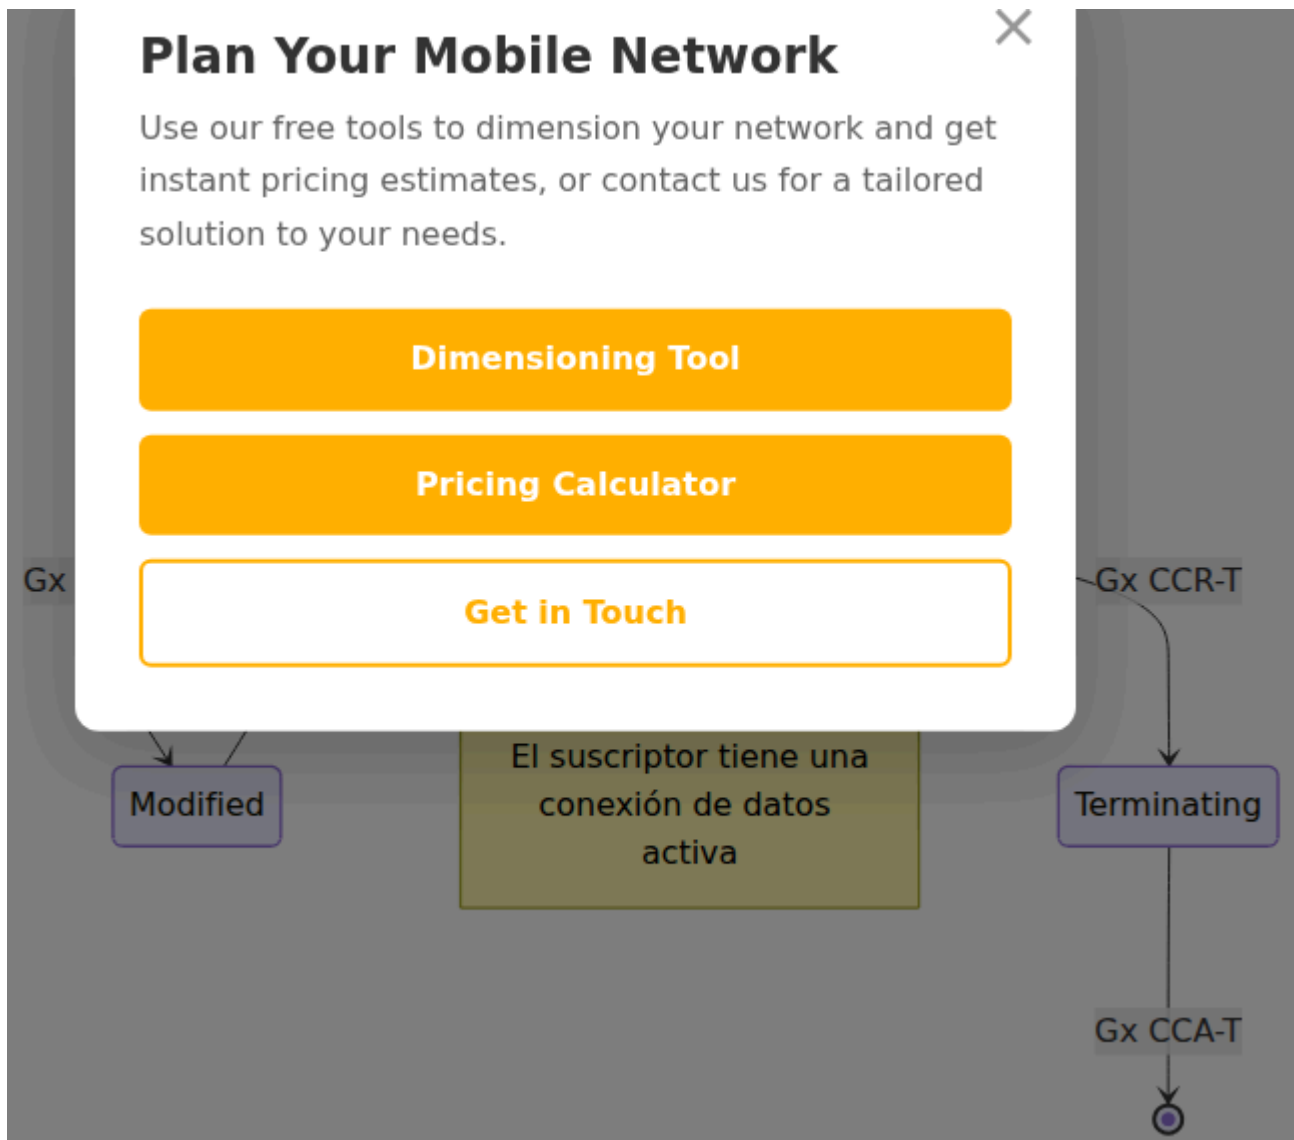 Plan Your Mobile Network
Use our free tools to dimension your network and get
instant pricing estimates, or contact us for a tailored
solution to your needs.
Dimensioning Tool
Pricing Calculator
Gx
Gx CCR-T
Get in Touch
El suscriptor tiene una
conexión de datos
activa
Modified
Terminating
Gx CCA-T